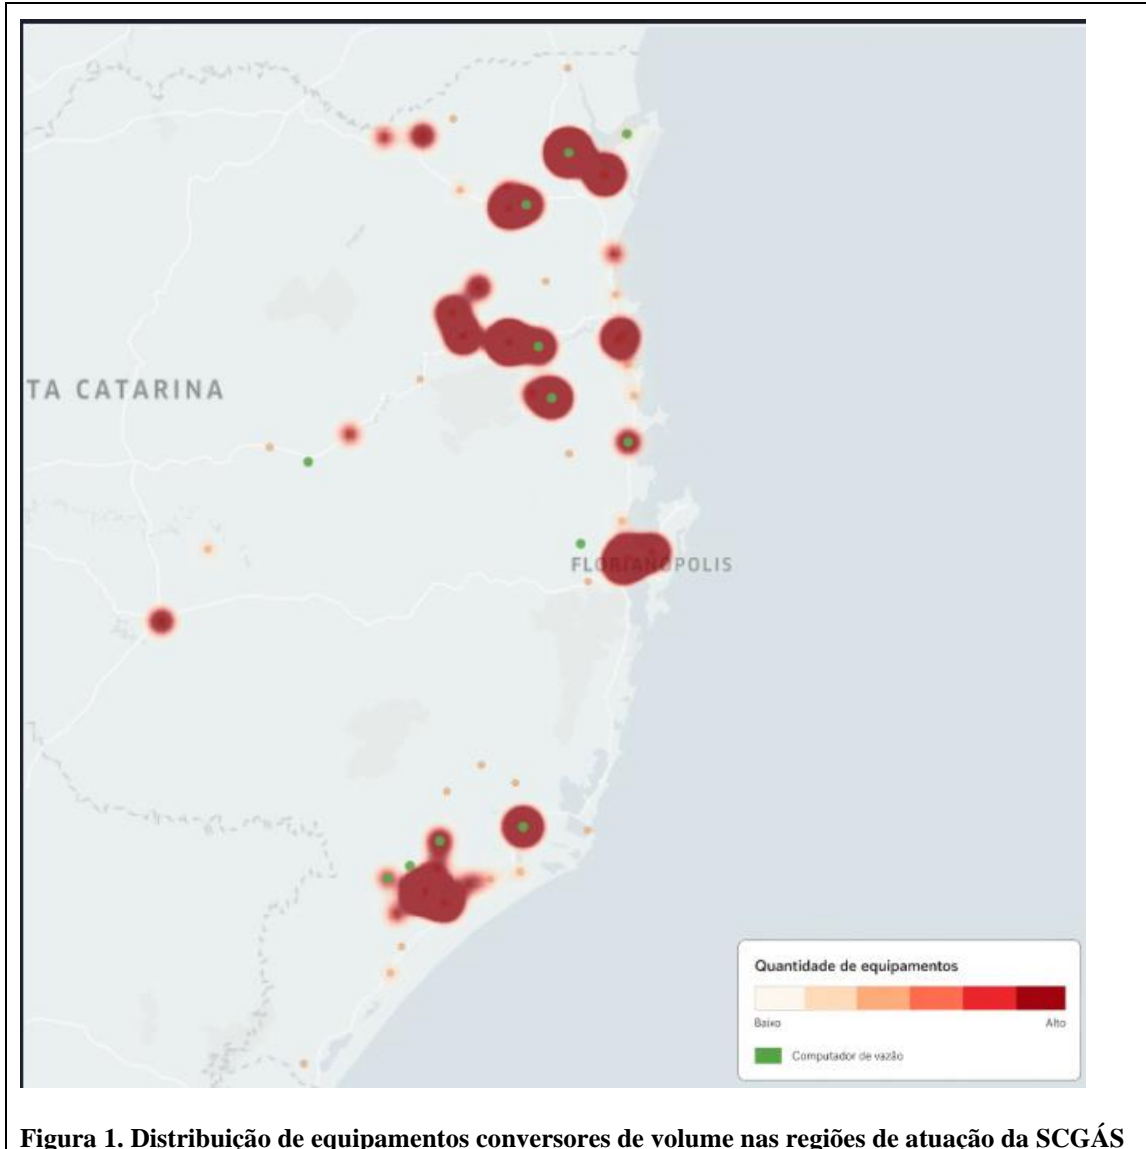 TA CATARINA
FLORIANOPOLIS
Quantidade de equipamentos
Baixo Alto
Computador de vazão
Figura 1. Distribuição de equipamentos conversores de volume nas regiões de atuação da SCGÁS